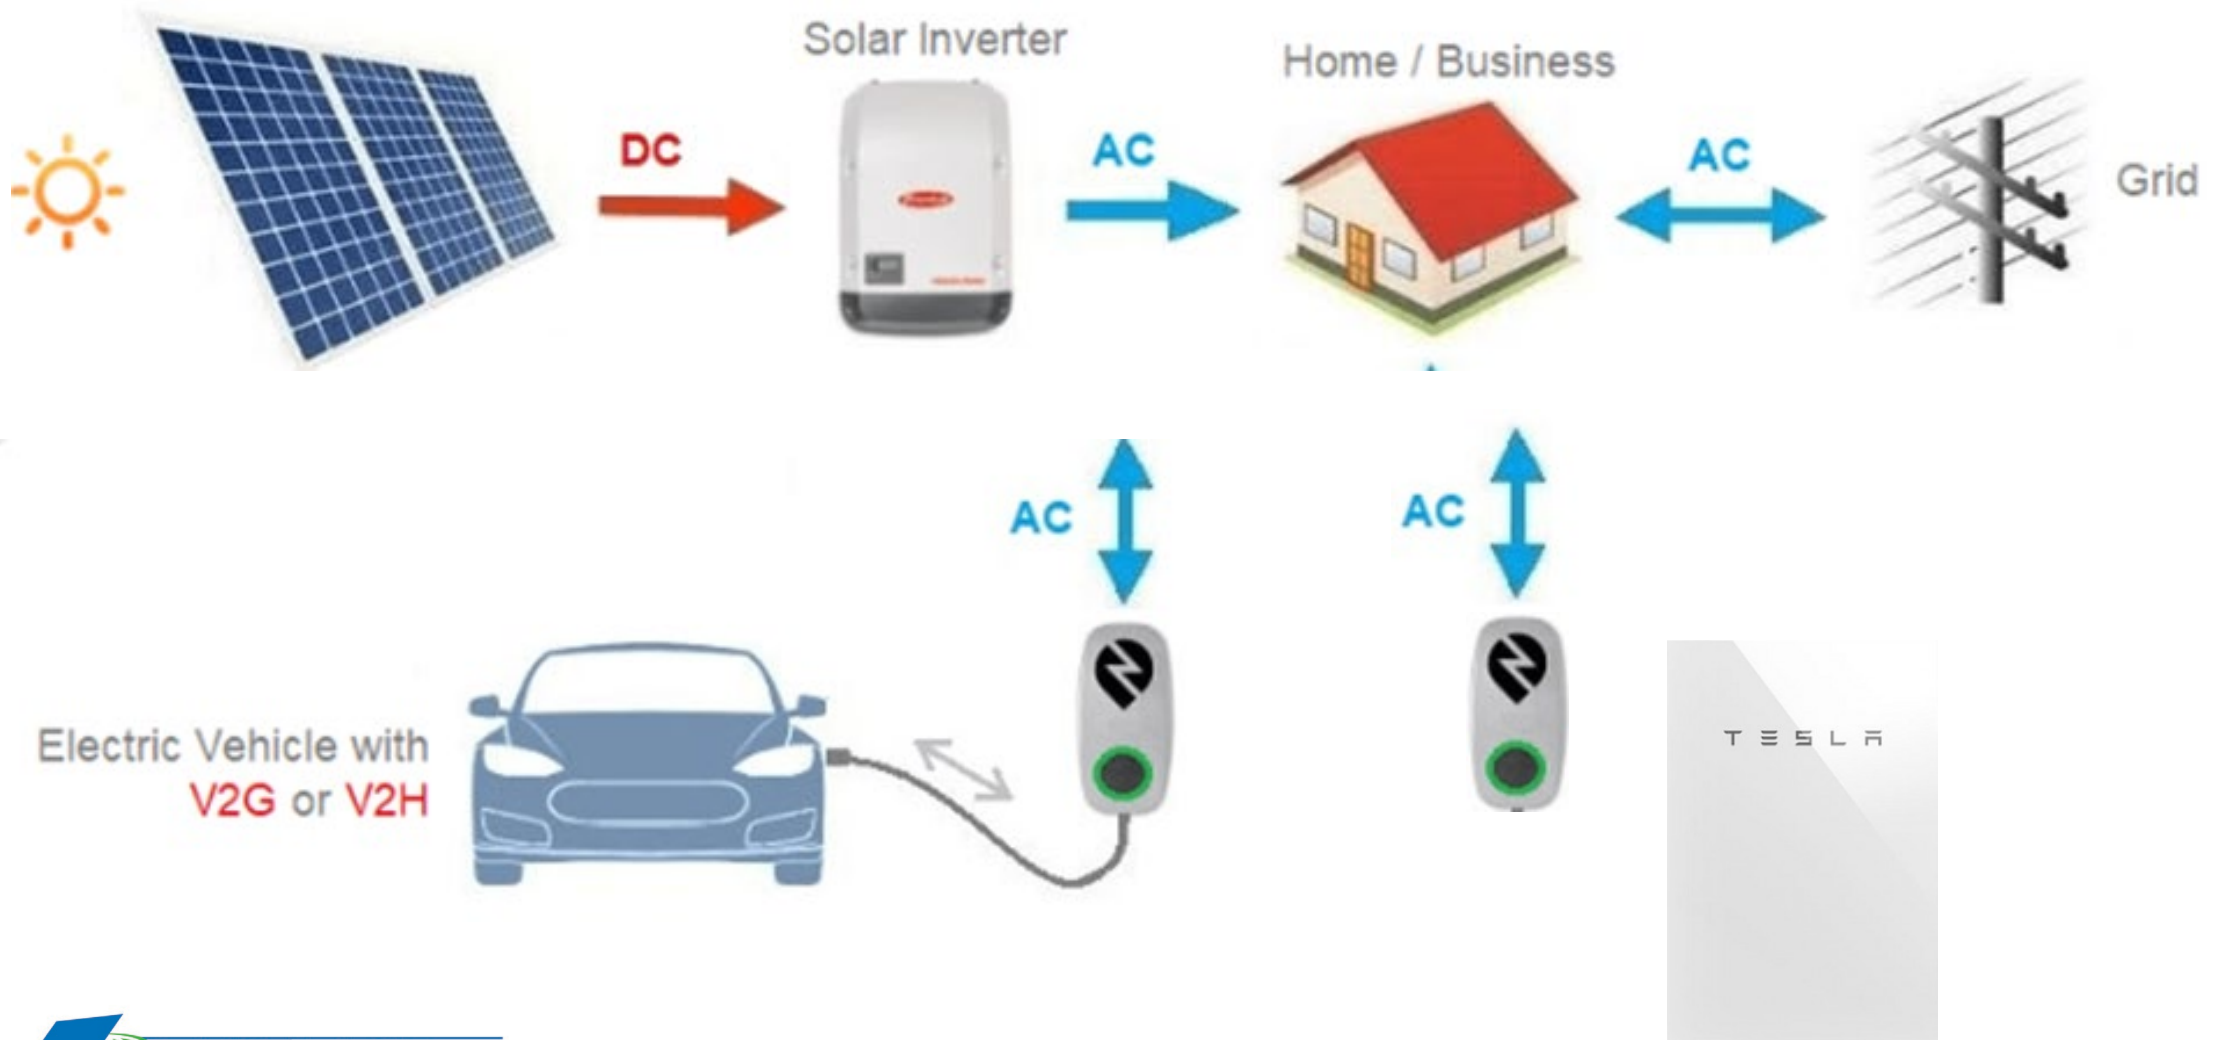 Solar Inverter
Home / Business
DC
AC
AC
Grid
AC
AC
Electric Vehicle with
V2G or V2H
TESLA